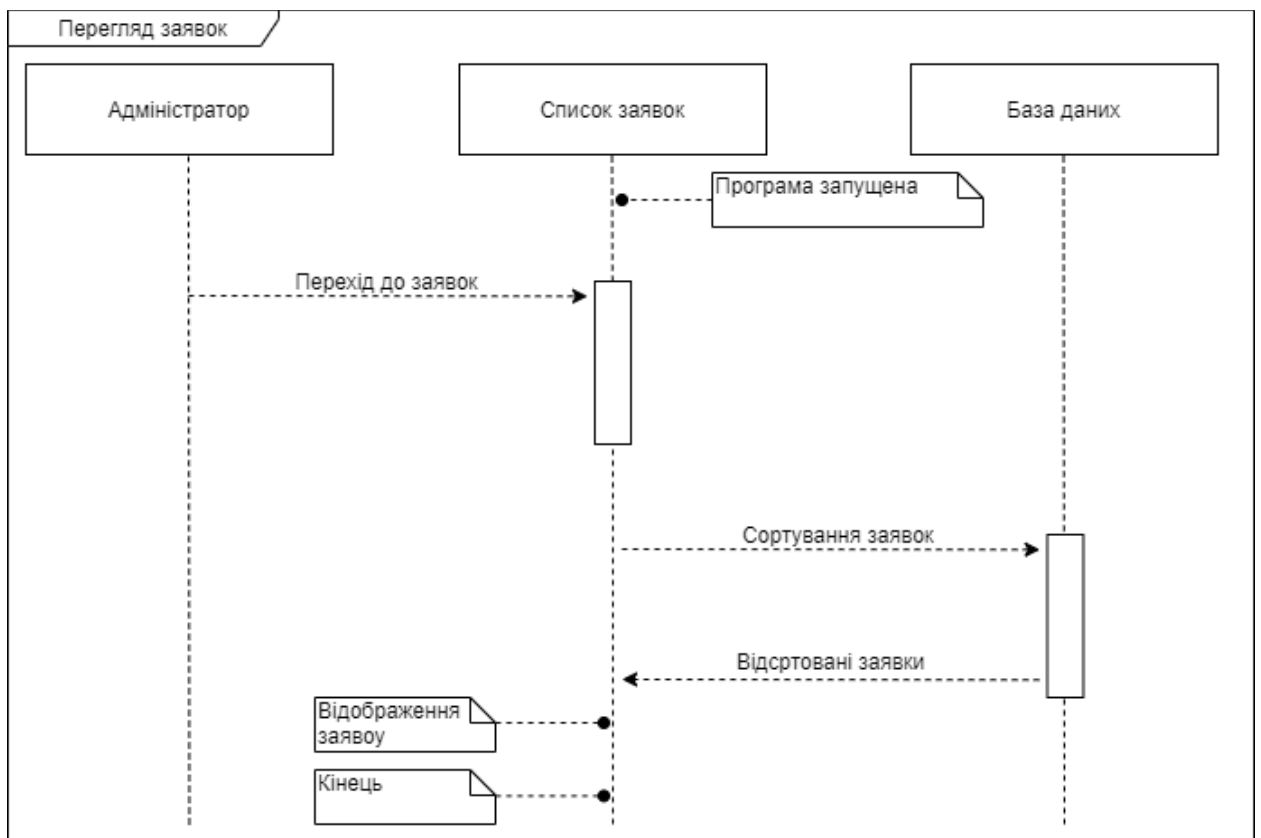 Перегляд заявок
Адміністратор
Список заявок
База даних
Програма запущена
Перехід до заявок
Сортування заявок
Відсртовані заявки
Відображення
заявоу
Кінець